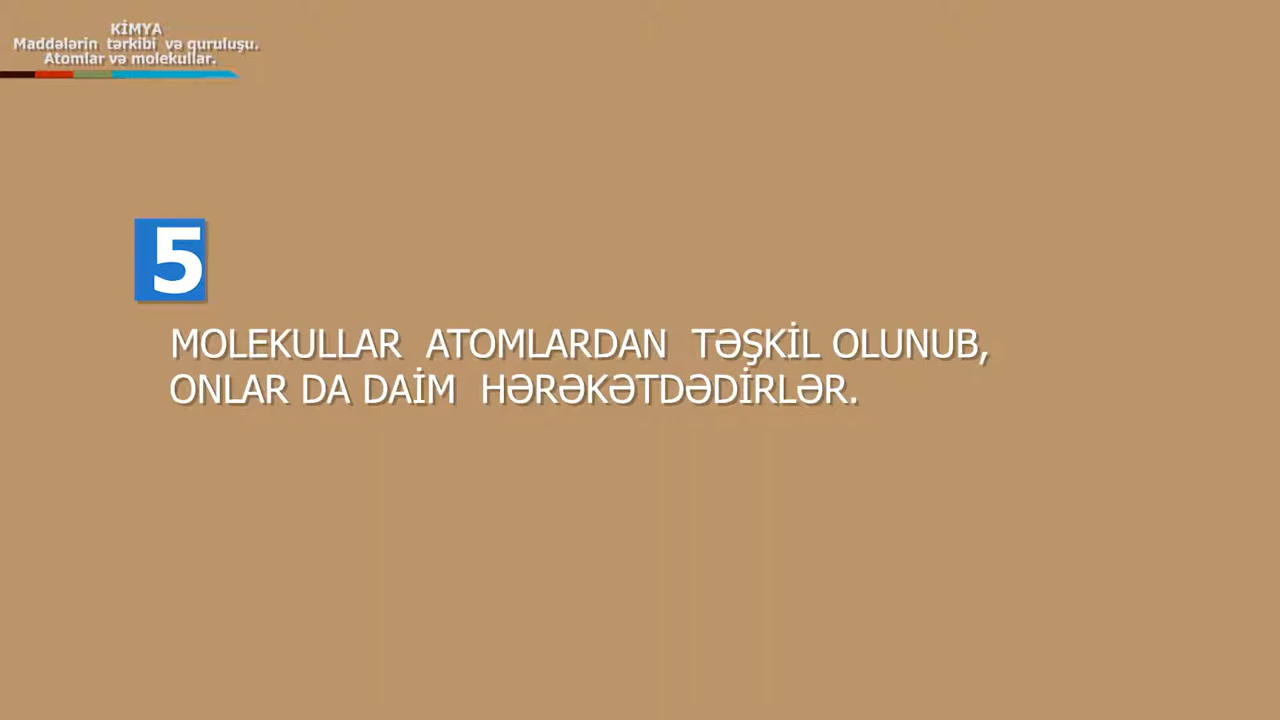 KİMYA
Maddələrin tərkibi və quruluşu.
Atomlar və molekullar.
5
MOLEKULLAR ATOMLARDAN TƏŞKİL OLUNUB,
ONLAR DA DAİM HƏRƏKƏTDƏDİRLƏR.